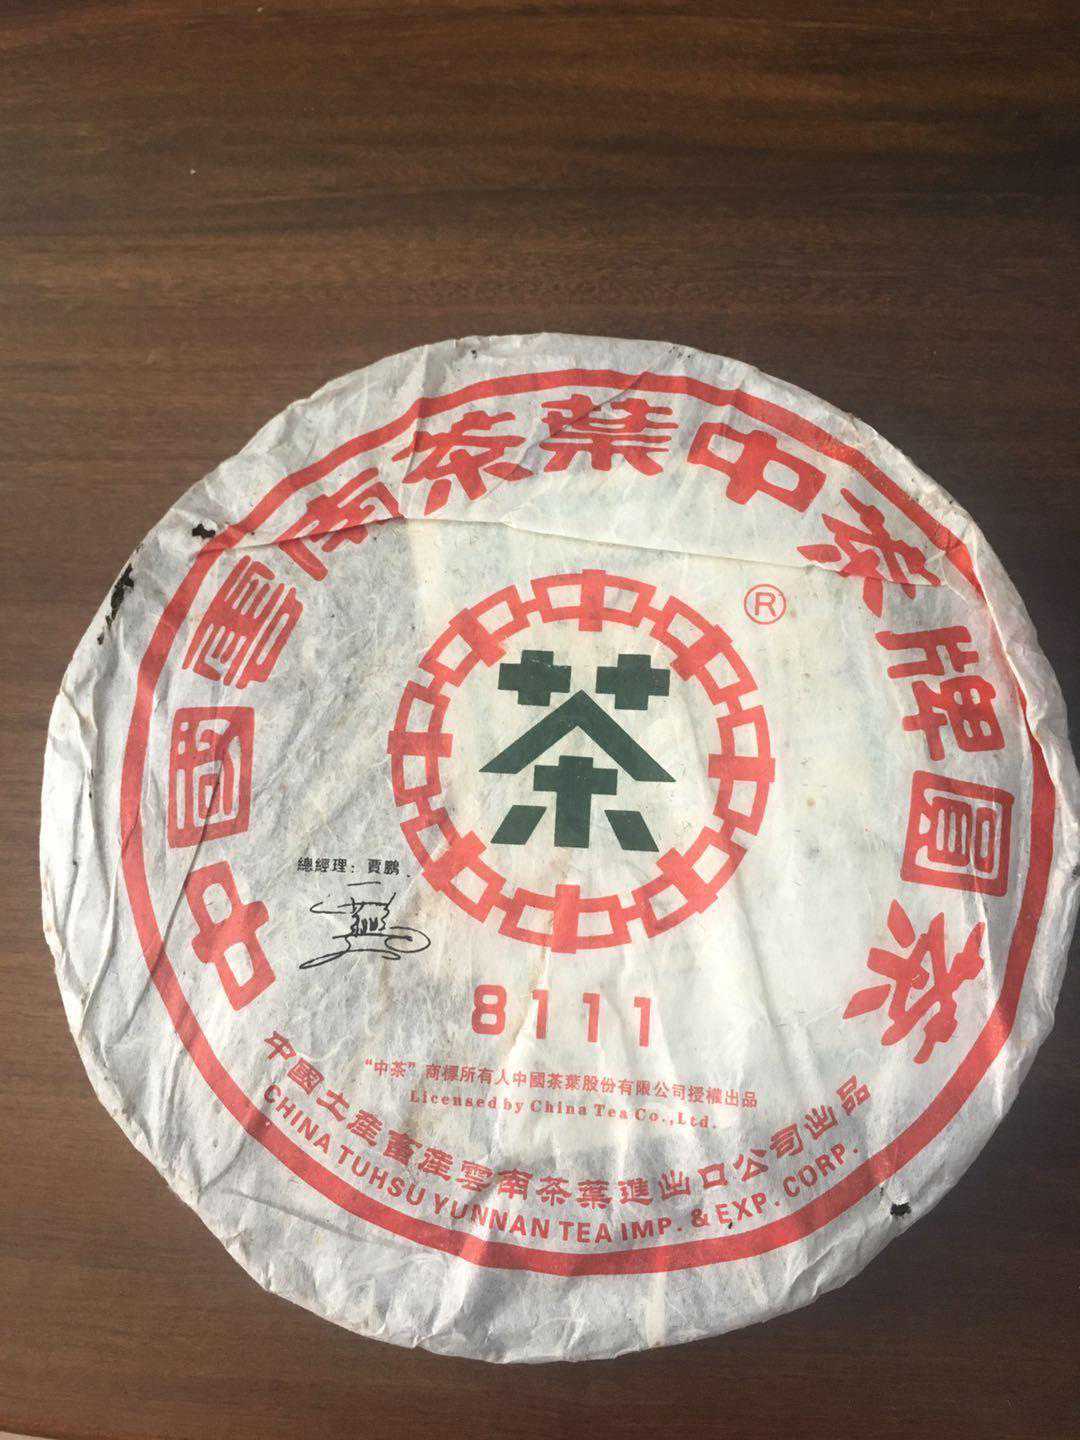 中國雲南茶葉中茶牌圓茶
®
茶
總經理：賈鵬
8111
“中茶”商標所有人中國茶葉股份有限公司授權出品
Licensed by China Tea Co.,Ltd.
中國土產畜產雲南茶葉進出口公司出品
CHINA TUHSU YUNNAN TEA IMP. & EXP. CORP.